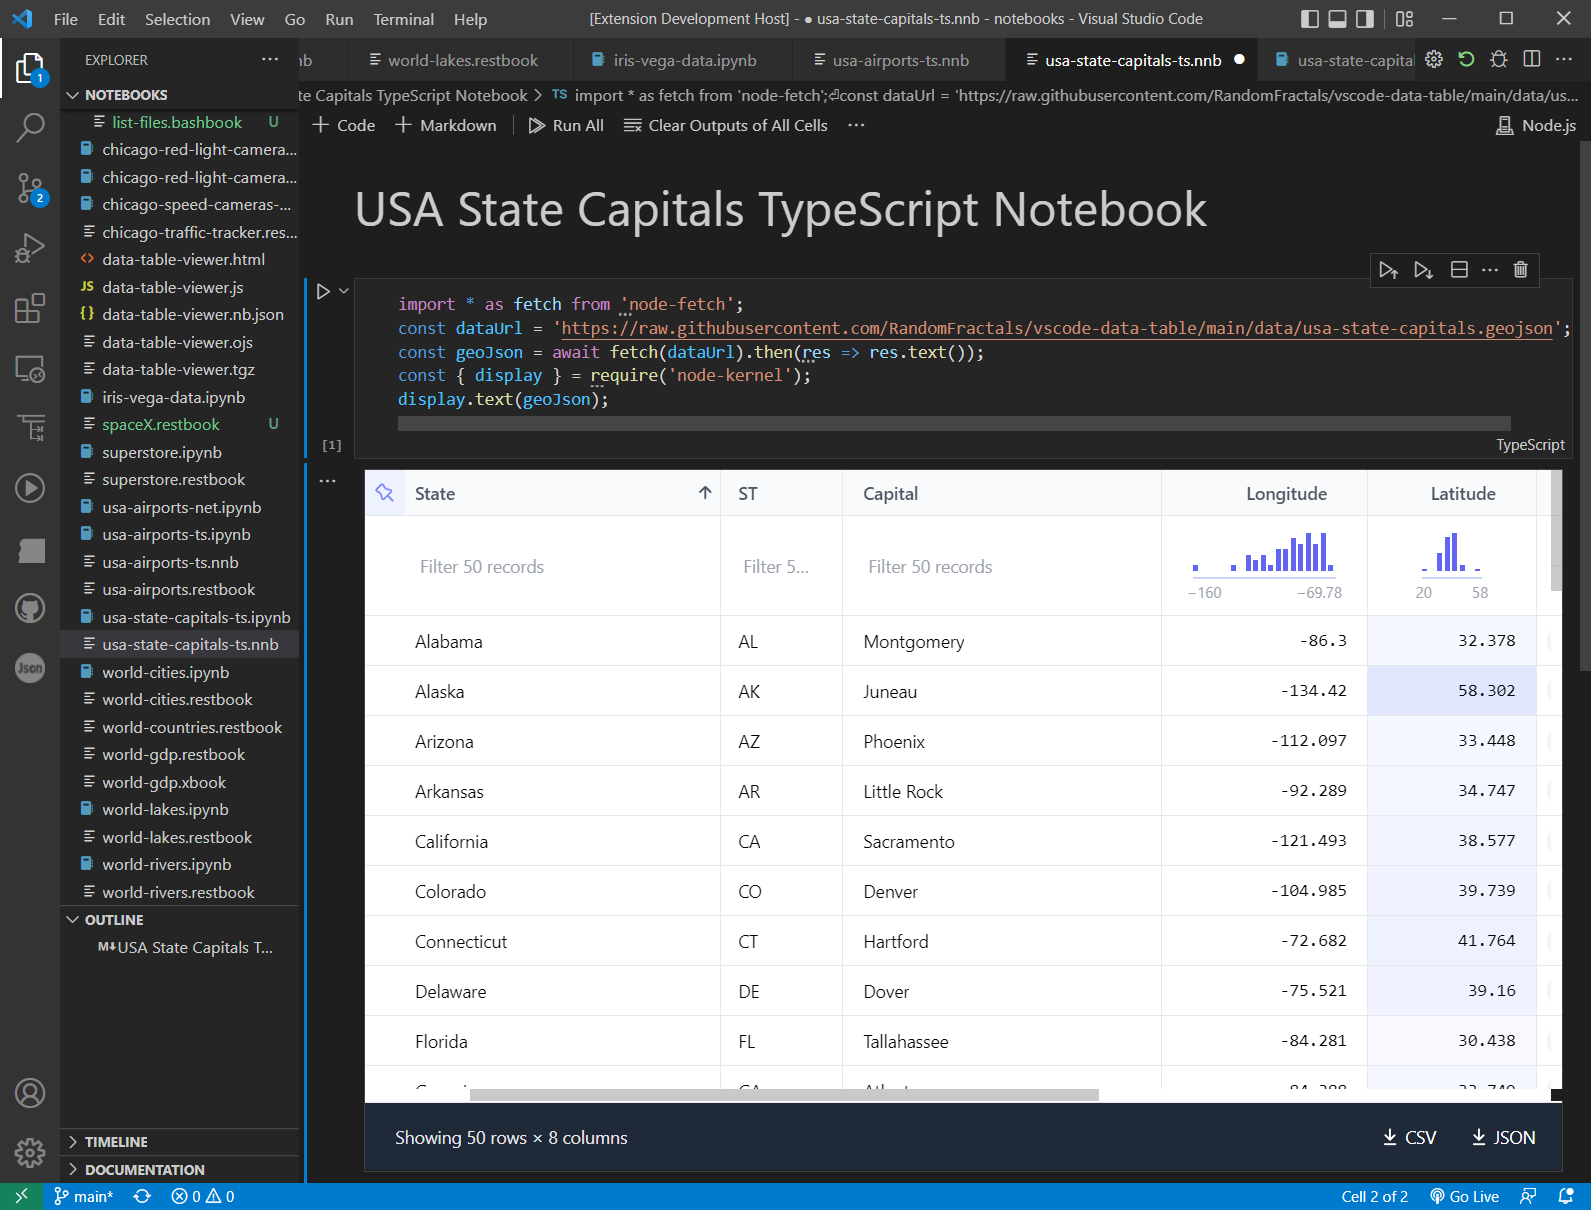 File Edit Selection View Go Run Terminal Help
[Extension Development Host] - ● usa-state-capitals-ts.nnb - notebooks - Visual Studio Code
EXPLORER
nb
world-lakes.restbook
iris-vega-data.ipynb
usa-airports-ts.nnb
usa-state-capitals-ts.nnb
usa-state-capital
1
2
Json
NOTEBOOKS
list-files.bashbook U
chicago-red-light-camera...
chicago-red-light-camera...
chicago-speed-cameras-...
chicago-traffic-tracker.res...
<> data-table-viewer.html
JS data-table-viewer.js
{} data-table-viewer.nb.json
data-table-viewer.ojs
data-table-viewer.tgz
iris-vega-data.ipynb
spaceX.restbook U
superstore.ipynb
superstore.restbook
usa-airports-net.ipynb
usa-airports-ts.ipynb
usa-airports-ts.nnb
usa-airports.restbook
usa-state-capitals-ts.ipynb
usa-state-capitals-ts.nnb
world-cities.ipynb
world-cities.restbook
world-countries.restbook
world-gdp.restbook
world-gdp.xbook
world-lakes.ipynb
world-lakes.restbook
world-rivers.ipynb
world-rivers.restbook
OUTLINE
M↓USA State Capitals T...
TIMELINE
DOCUMENTATION
te Capitals TypeScript Notebook > TS import * as fetch from 'node-fetch';⏎const dataUrl = 'https://raw.githubusercontent.com/RandomFractals/vscode-data-table/main/data/us...
+ Code + Markdown Run All Clear Outputs of All Cells ... Node.js
USA State Capitals TypeScript Notebook
import * as fetch from 'node-fetch';
const dataUrl = 'https://raw.githubusercontent.com/RandomFractals/vscode-data-table/main/data/usa-state-capitals.geojson';
const geoJson = await fetch(dataUrl).then(res => res.text());
const { display } = require('node-kernel');
display.text(geoJson);
[1]
TypeScript
State ST Capital Longitude Latitude
Filter 50 records Filter 5... Filter 50 records −160 −69.78 20 58
Alabama AL Montgomery -86.3 32.378
Alaska AK Juneau -134.42 58.302
Arizona AZ Phoenix -112.097 33.448
Arkansas AR Little Rock -92.289 34.747
California CA Sacramento -121.493 38.577
Colorado CO Denver -104.985 39.739
Connecticut CT Hartford -72.682 41.764
Delaware DE Dover -75.521 39.16
Florida FL Tallahassee -84.281 30.438
Showing 50 rows × 8 columns
CSV JSON
main* 0 0
Cell 2 of 2 Go Live